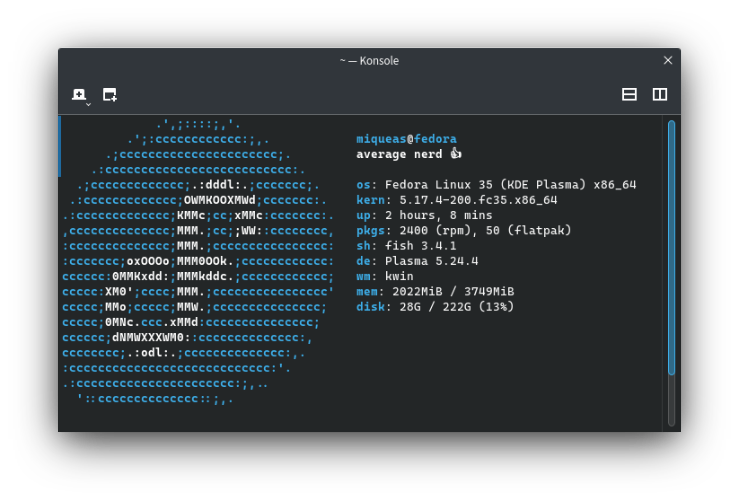 ~ — Konsole
             .',;::::;,'.
         .';:cccccccccccc:;,.
      .;cccccccccccccccccccccc;.
    .:cccccccccccccccccccccccccc:.
  .;ccccccccccccc;.:dddl:.;ccccccc;.
 .:ccccccccccccc;OWMKOOXMWd;ccccccc:.
.:ccccccccccccc;KMMc;cc;xMMc:ccccccc:.
,cccccccccccccc;MMM.;cc;;WW::cccccccc,
:cccccccccccccc;MMM.;cccccccccccccccc:
:ccccccc;oxOOOo;MMM0OOk.;cccccccccccc:
cccccc:0MMKxdd:;MMMkddc.;cccccccccccc;
ccccc:XM0';cccc;MMM.;cccccccccccccccc'
ccccc;MMo;ccccc;MMW.;ccccccccccccccc;
ccccc;0MNc.ccc.xMMd:ccccccccccccccc;
cccccc;dNMWXXXWM0::cccccccccccccc:,
cccccccc;.:odl:.;cccccccccccccc:,.
:cccccccccccccccccccccccccccc:'.
.:cccccccccccccccccccccc:;,..
  '::cccccccccccccc::;,.
miqueas@fedora
average nerd 👍
os: Fedora Linux 35 (KDE Plasma) x86_64
kern: 5.17.4-200.fc35.x86_64
up: 2 hours, 8 mins
pkgs: 2400 (rpm), 50 (flatpak)
sh: fish 3.4.1
de: Plasma 5.24.4
wm: kwin
mem: 2022MiB / 3749MiB
disk: 28G / 222G (13%)